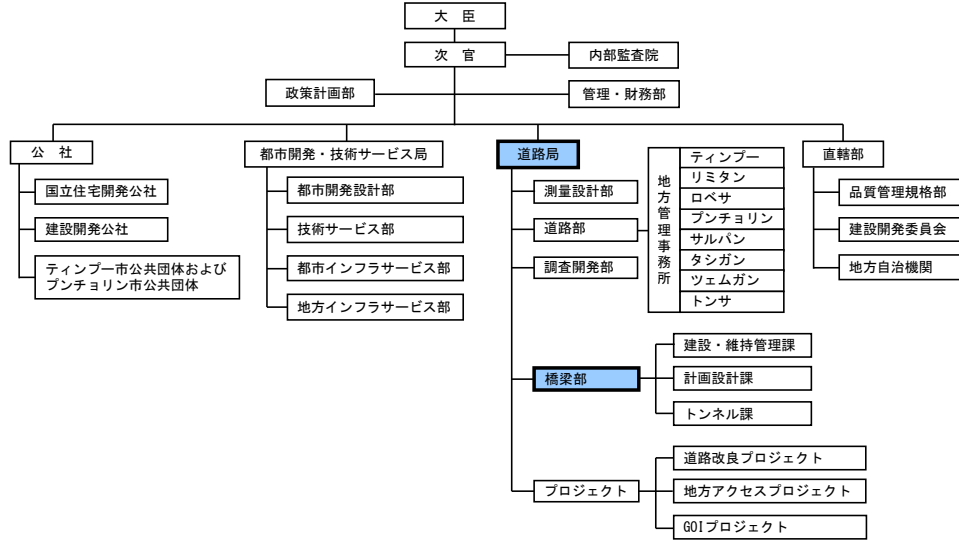 大　臣
次　官
内部監査院
政策計画部
管理・財務部
公　社
国立住宅開発公社
建設開発公社
ティンプー市公共団体および
プンチョリン市公共団体
都市開発・技術サービス局
都市開発設計部
技術サービス部
都市インフラサービス部
地方インフラサービス部
道路局
測量設計部
道路部
調査開発部
地方管理事務所
ティンプー
リミタン
ロベサ
プンチョリン
サルパン
タシガン
ツェムガン
トンサ
橋梁部
建設・維持管理課
計画設計課
トンネル課
プロジェクト
道路改良プロジェクト
地方アクセスプロジェクト
GOIプロジェクト
直轄部
品質管理規格部
建設開発委員会
地方自治機関